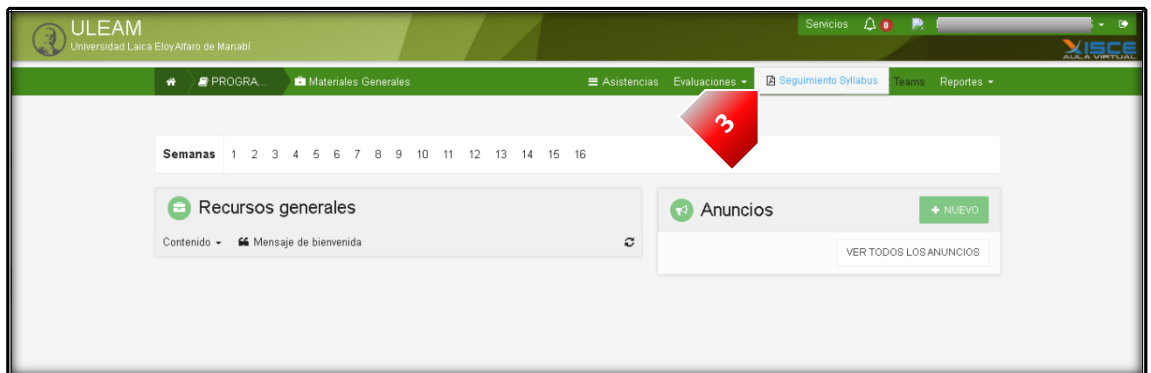 ULEAM
Universidad Laica Eloy Alfaro de Manabí
Servicios 0
XISCE
AULA VIRTUAL
PROGRA... Materiales Generales Asistencias Evaluaciones Seguimiento Syllabus Teams Reportes
3
Semanas 1 2 3 4 5 6 7 8 9 10 11 12 13 14 15 16
Recursos generales
Contenido Mensaje de bienvenida
Anuncios + NUEVO
VER TODOS LOS ANUNCIOS